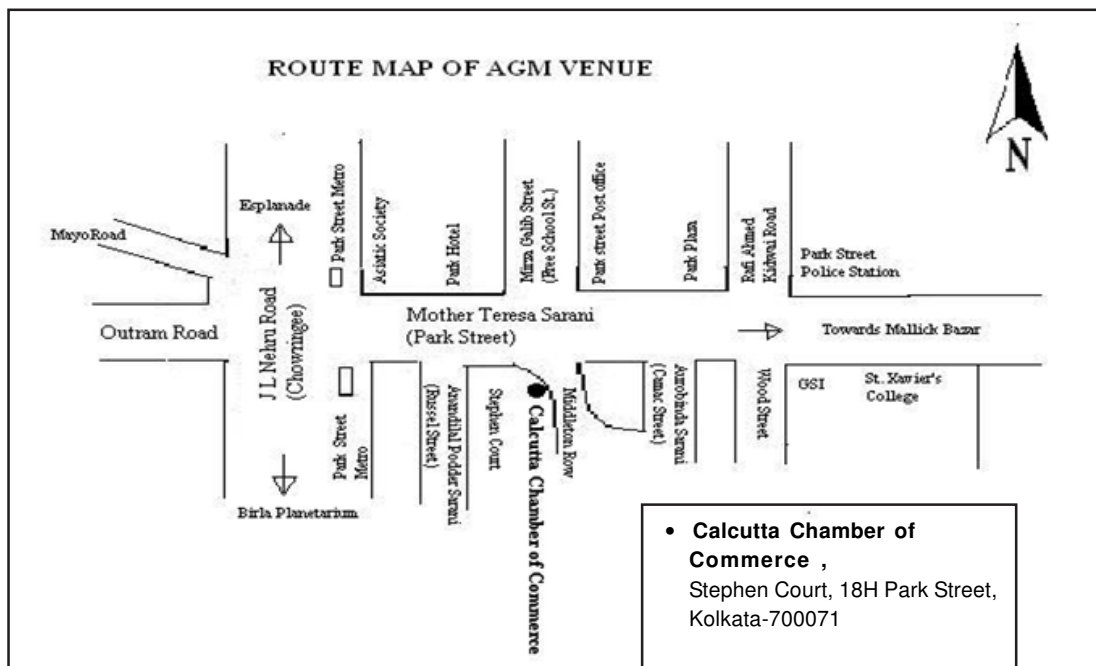 ROUTE MAP OF AGM VENUE
N
Esplanade
Mayo Road
Park Street Metro
Asiatic Society
Park Hotel
Mirza Galib Street
(Free School St.)
Park street Post office
Park Plaza
Rafi Ahmed
Kidwai Road
Park Street
Police Station
Outram Road
J L Nehru Road
(Chowringee)
Mother Teresa Sarani
(Park Street)
Towards Mallick Bazar
Park Street
Metro
Anandilal Podder Sarani
(Russel Street)
Stephen Court
Calcutta Chamber of Commerce
Middleton Row
Aurobinda Sarani
(Camac Street)
Wood Street
GSI
St. Xavier's
College
Birla Planetarium
• Calcutta Chamber of
Commerce ,
Stephen Court, 18H Park Street,
Kolkata-700071